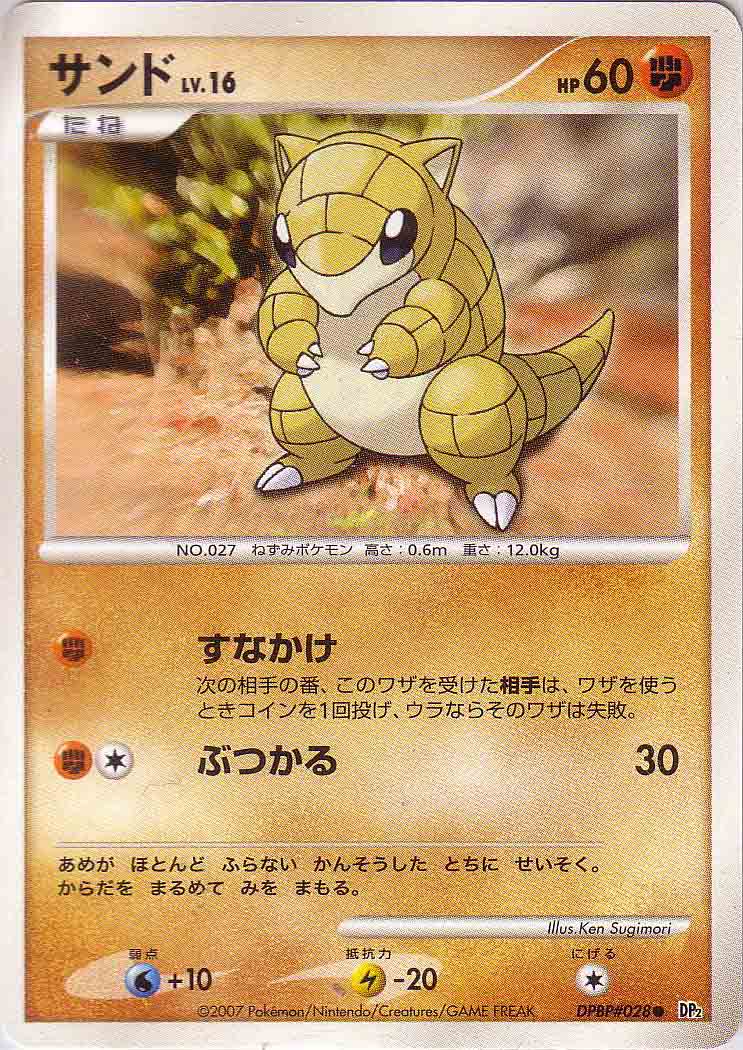 サンド LV.16 HP 60
たね
NO.027 ねずみポケモン 高さ：0.6m 重さ：12.0kg
すなかけ
次の相手の番、このワザを受けた相手は、ワザを使う
ときコインを1回投げ、ウラならそのワザは失敗。
ぶつかる 30
あめが ほとんど ふらない かんそうした とちに せいそく。
からだを まるめて みを まもる。
Illus.Ken Sugimori
弱点 抵抗力 にげる
+10 -20
©2007 Pokémon/Nintendo/Creatures/GAME FREAK DPBP#028● DP2